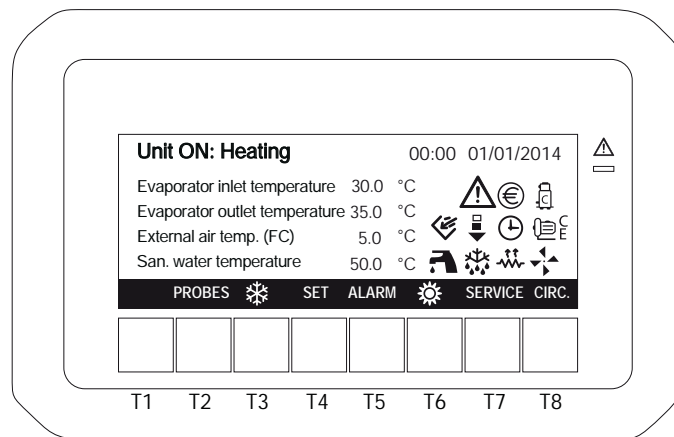 Unit ON: Heating 00:00 01/01/2014
Evaporator inlet temperature 30.0 °C
Evaporator outlet temperature 35.0 °C
External air temp. (FC) 5.0 °C
San. water temperature 50.0 °C
C
C
E
PROBES SET ALARM SERVICE CIRC.
T1 T2 T3 T4 T5 T6 T7 T8